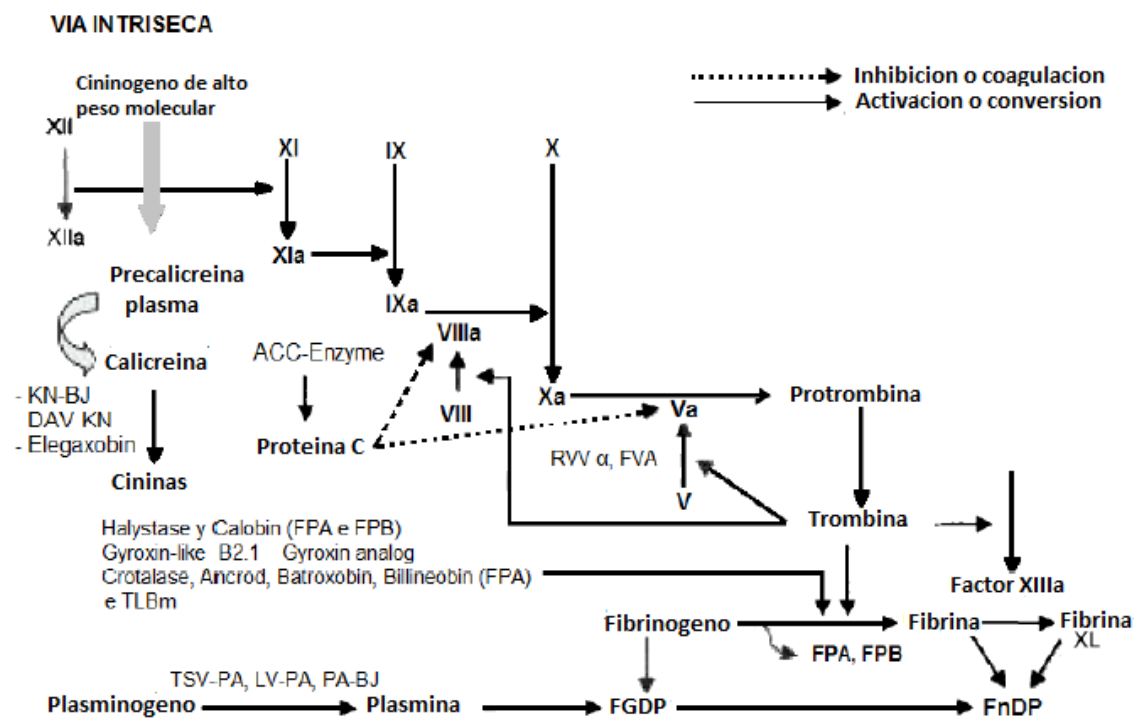 VIA INTRISECA
Cininogeno de alto
peso molecular
Inhibicion o coagulacion
Activacion o conversion
XII
XI
IX
X
XIIa
XIa
Precalicreina
plasma
IXa
VIIIa
Calicreina
ACC-Enzyme
Xa
Protrombina
- KN-BJ
DAV KN
- Elegaxobin
VIII
Va
Proteina C
RVV α, FVA
Cininas
V
Trombina
Halystase y Calobin (FPA e FPB)
Gyroxin-like B2.1 Gyroxin analog
Crotalase, Ancrod, Batroxobin, Billineobin (FPA)
e TLBm
Factor XIIIa
Fibrinogeno
Fibrina
Fibrina
XL
FPA, FPB
TSV-PA, LV-PA, PA-BJ
Plasminogeno
Plasmina
FGDP
FnDP